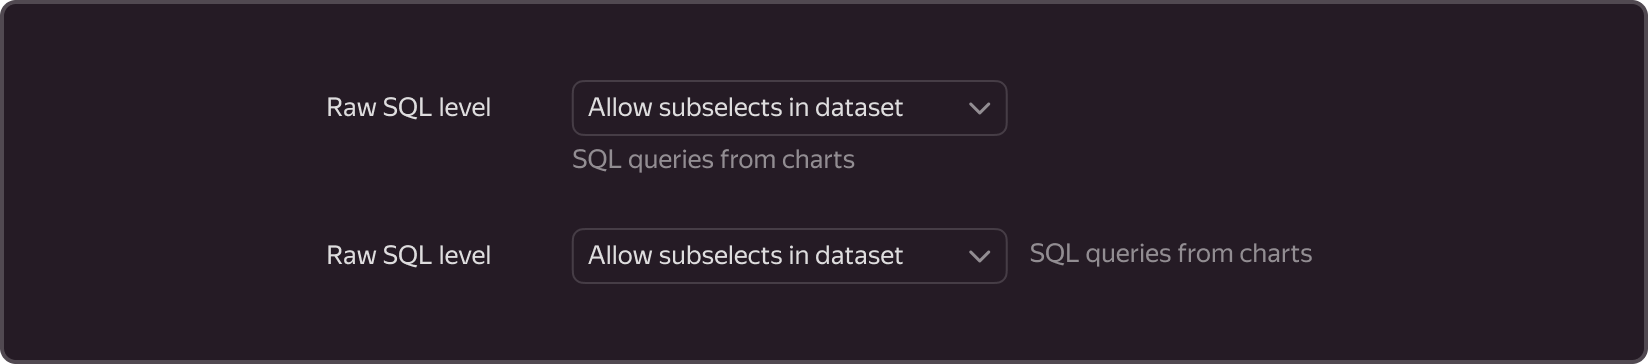 Raw SQL level Allow subselects in dataset
SQL queries from charts
Raw SQL level Allow subselects in dataset SQL queries from charts